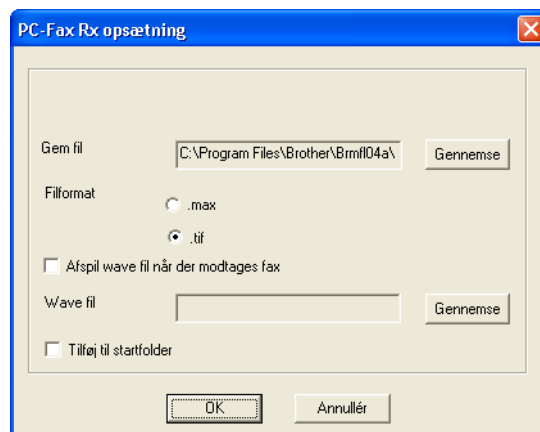 PC-Fax Rx opsætning
Gem fil C:\Program Files\Brother\Brmfl04a\ Gennemse
Filformat
.max
.tif
Afspil wave fil når der modtages fax
Wave fil Gennemse
Tilføj til startfolder
OK Annullér